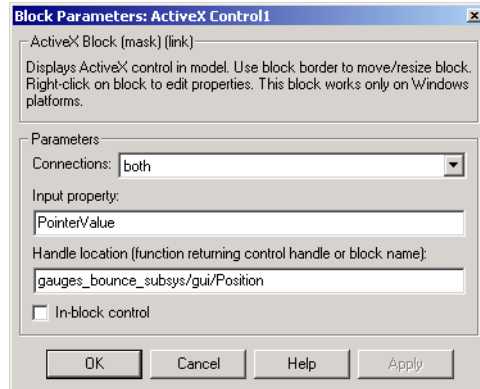 Block Parameters: ActiveX Control1
ActiveX Block (mask) (link)
Displays ActiveX control in model. Use block border to move/resize block.
Right-click on block to edit properties. This block works only on Windows
platforms.
Parameters
Connections: both
Input property:
PointerValue
Handle location (function returning control handle or block name):
gauges_bounce_subsys/gui/Position
In-block control
OK Cancel Help Apply